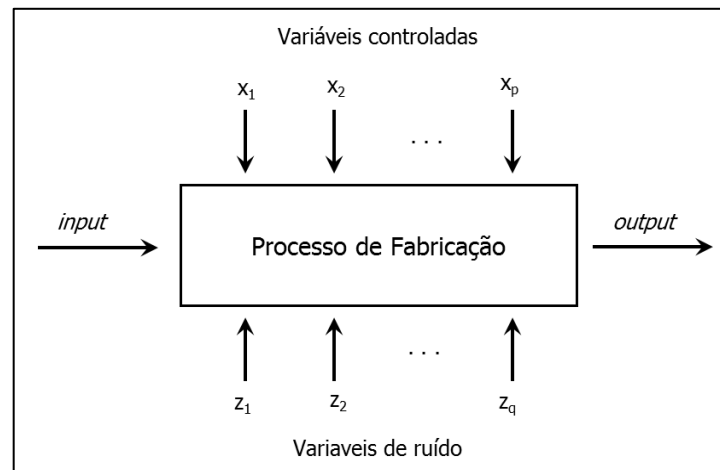 Variáveis controladas
x1 x2 xp
. . .
input
Processo de Fabricação
output
. . .
z1 z2 zq
Variaveis de ruído